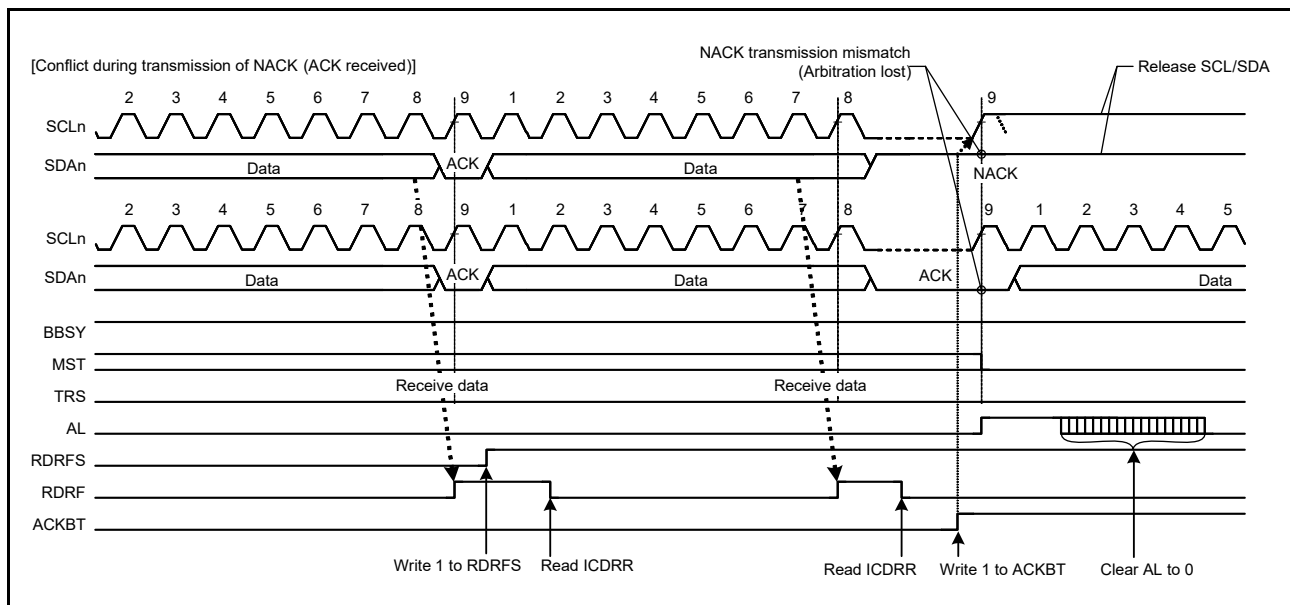 [Conflict during transmission of NACK (ACK received)]
NACK transmission mismatch
(Arbitration lost)
Release SCL/SDA
2 3 4 5 6 7 8 9 1 2 3 4 5 6 7 8 9
SCLn
SDAn Data ACK Data NACK
2 3 4 5 6 7 8 9 1 2 3 4 5 6 7 8 9 1 2 3 4 5
SCLn
SDAn Data ACK Data ACK Data
BBSY
MST
Receive data Receive data
TRS
AL
RDRFS
RDRF
ACKBT
Write 1 to RDRFS Read ICDRR Read ICDRR Write 1 to ACKBT Clear AL to 0